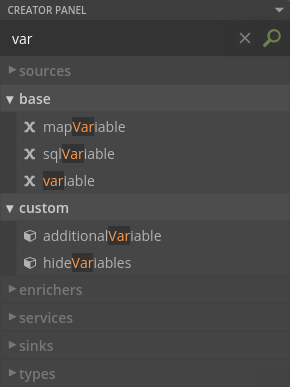 CREATOR PANEL
var
sources
base
mapVariable
sqlVariable
variable
custom
additionalVariable
hideVariables
enrichers
services
sinks
types